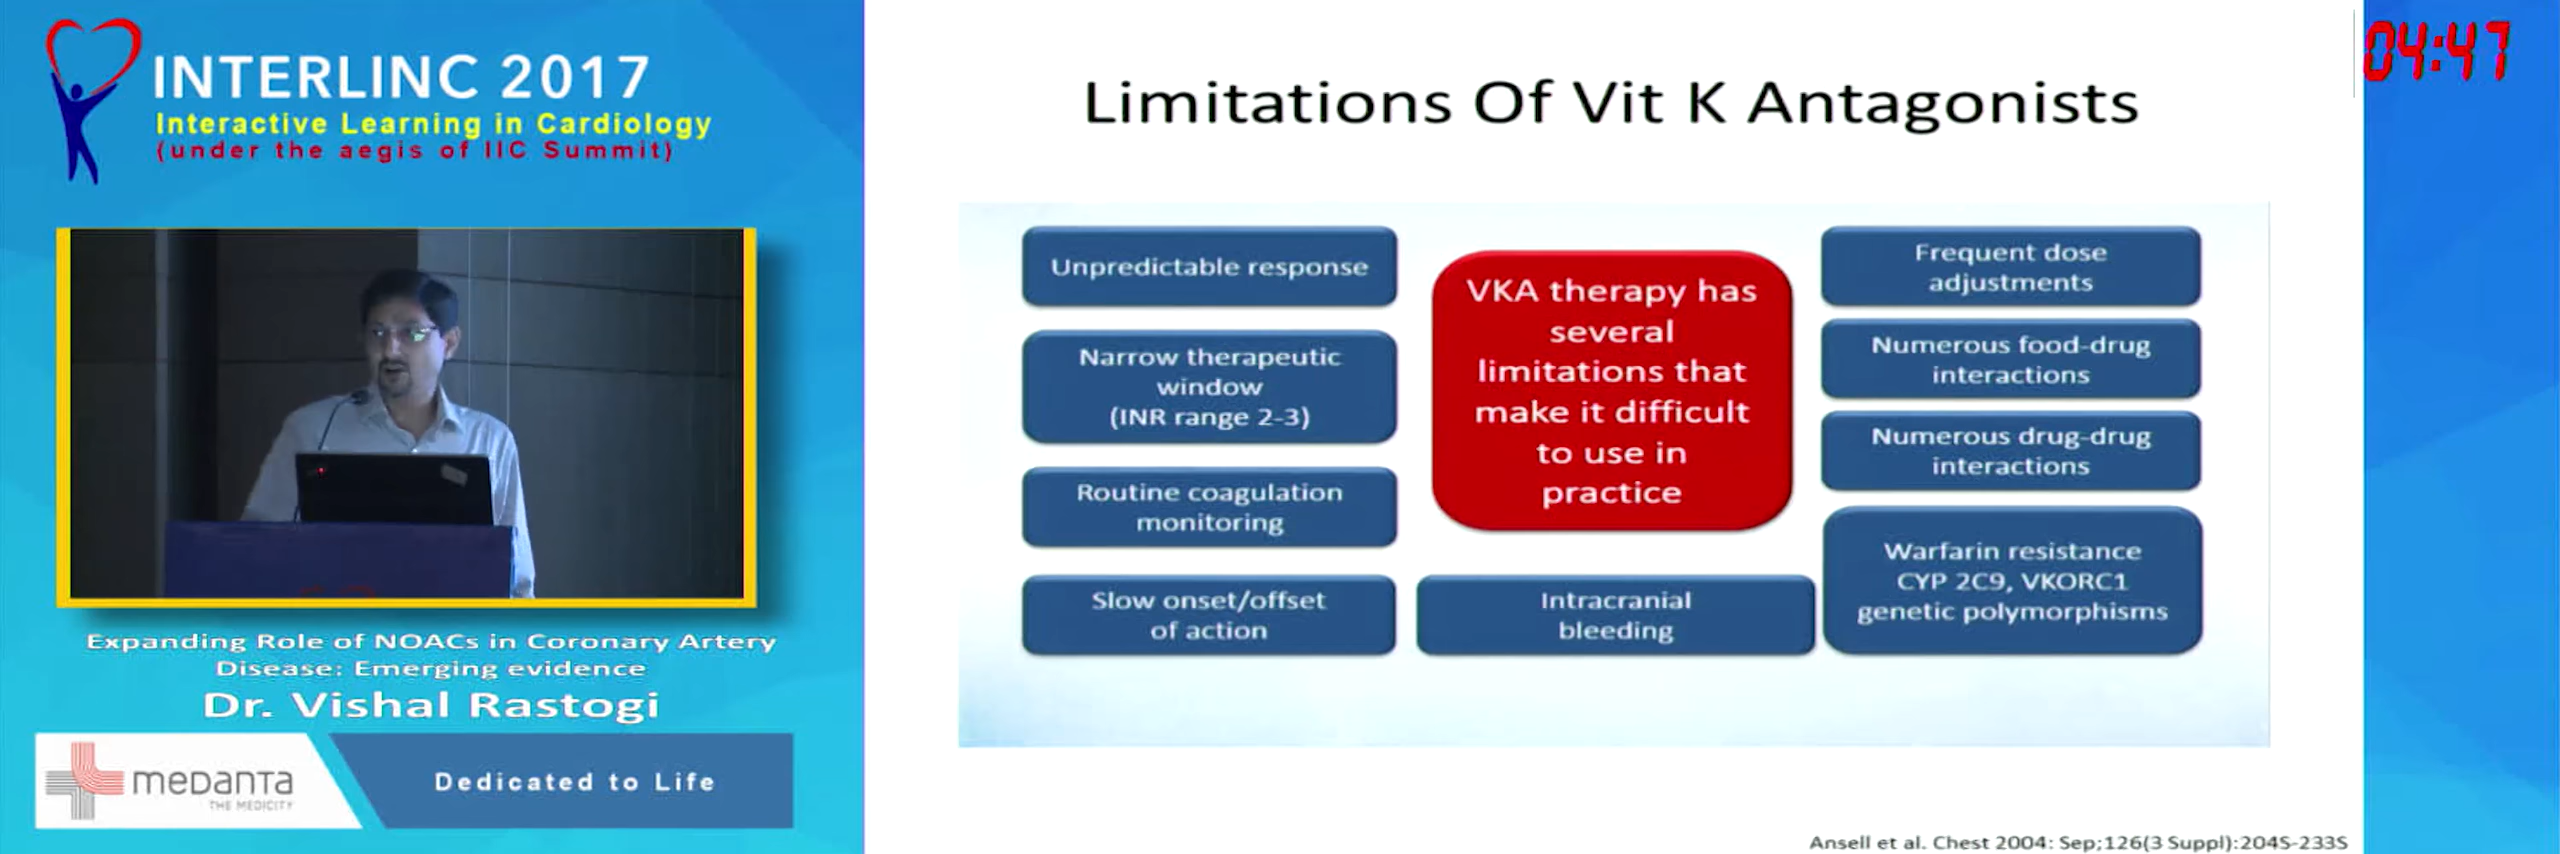 INTERLINC 2017
Interactive Learning in Cardiology
(under the aegis of IIC Summit)
Expanding Role of NOACs in Coronary Artery
Disease: Emerging evidence
Dr. Vishal Rastogi
meDanTa
THE MEDICITY
Dedicated to Life
Limitations Of Vit K Antagonists
Unpredictable response
Narrow therapeutic
window
(INR range 2-3)
Routine coagulation
monitoring
Slow onset/offset
of action
VKA therapy has
several
limitations that
make it difficult
to use in
practice
Intracranial
bleeding
Frequent dose
adjustments
Numerous food-drug
interactions
Numerous drug-drug
interactions
Warfarin resistance
CYP 2C9, VKORC1
genetic polymorphisms
Ansell et al. Chest 2004: Sep;126(3 Suppl):204S-233S
04:47